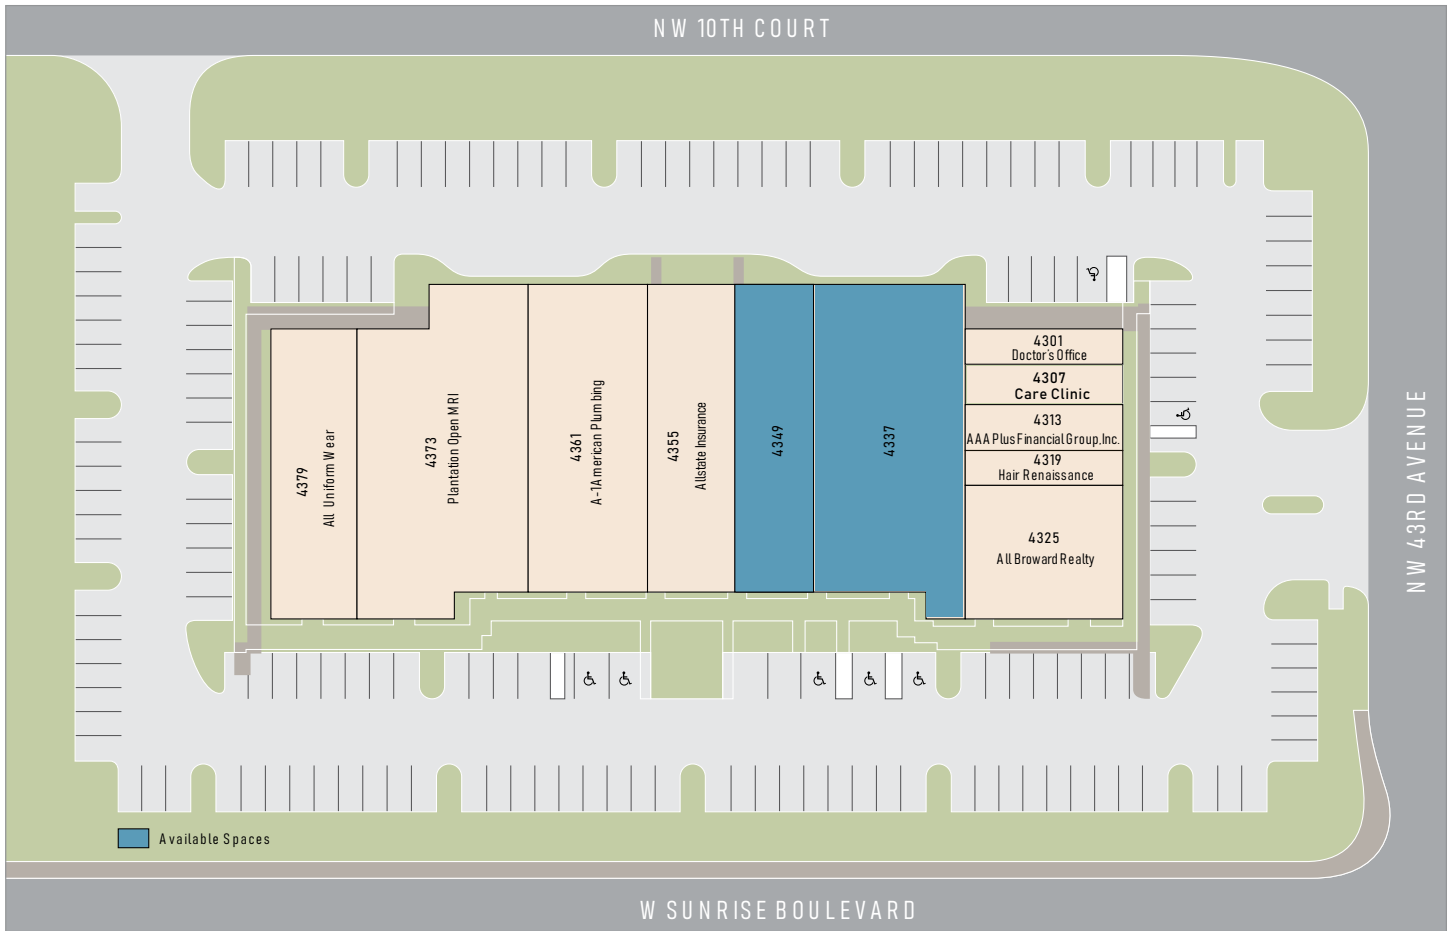 NW 10TH COURT
4379
All Uniform Wear
4373
Plantation Open MRI
4361
A-1 American Plumbing
4355
Allstate Insurance
4349
4337
4301
Doctor's Office
4307
Care Clinic
4313
AAA Plus Financial Group,Inc.
4319
Hair Renaissance
4325
All Broward Realty
NW 43RD AVENUE
Available Spaces
W SUNRISE BOULEVARD